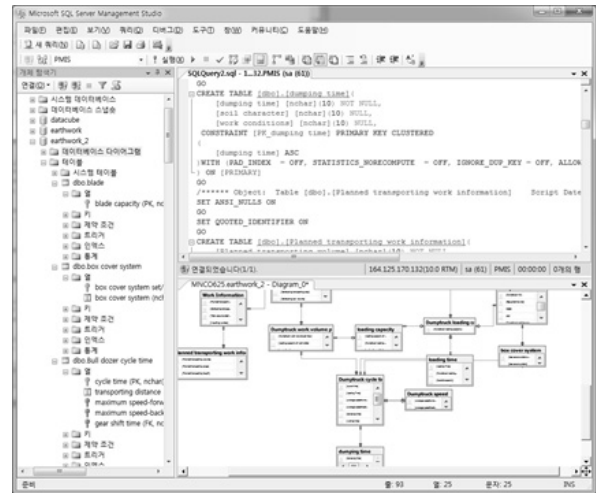 Microsoft SQL Server Management Studio
파일(F) 편집(E) 보기(V) 쿼리(Q) 디버그(D) 도구(T) 창(W) 커뮤니티(C) 도움말(H)
새 쿼리(N)
PMIS
개체 탐색기
연결(O)
시스템 데이터베이스
데이터베이스 스냅숏
datacube
earthwork
earthwork_2
데이터베이스 다이어그램
테이블
시스템 테이블
dbo.blade
열
blade capacity (PK, nc
키
제약 조건
트리거
인덱스
통계
dbo.box cover system
열
box cover system set/
box cover system (nch
키
제약 조건
트리거
인덱스
통계
dbo.Bull dozer cycle time
열
cycle time (PK, nchar(
transporting distance
maximum speed-forw
maximum speed-back
gear shift time (FK, nc
키
제약 조건
트리거
인덱스
SQLQuery2.sql - 1...32.PMIS (sa (61))
GO
CREATE TABLE [dbo].[dumping time](
[dumping time] [nchar](10) NOT NULL,
[soil character] [nchar](10) NULL,
[work conditions] [nchar](10) NULL,
CONSTRAINT [PK_dumping time] PRIMARY KEY CLUSTERED
(
[dumping time] ASC
)WITH (PAD_INDEX = OFF, STATISTICS_NORECOMPUTE = OFF, IGNORE_DUP_KEY = OFF, ALLOW
) ON [PRIMARY]
GO
/****** Object: Table [dbo].[Planned transporting work information] Script Date
SET ANSI_NULLS ON
GO
SET QUOTED_IDENTIFIER ON
GO
CREATE TABLE [dbo].[Planned transporting work information](
연결되었습니다(1/1).
164.125.170.132(10.0 RTM) sa (61) PMIS 00:00:00 0개의 행
MNCO625.earthwork_2 - Diagram_0*
Work Information
Dumptruck work volume p
loading capacity
Dumptruck loading c
anned transporting work info
loading time
box cover system
Dumptruck cycle ti
Dumptruck speed
dumping time
준비
줄: 93 열: 25 문자: 25 INS